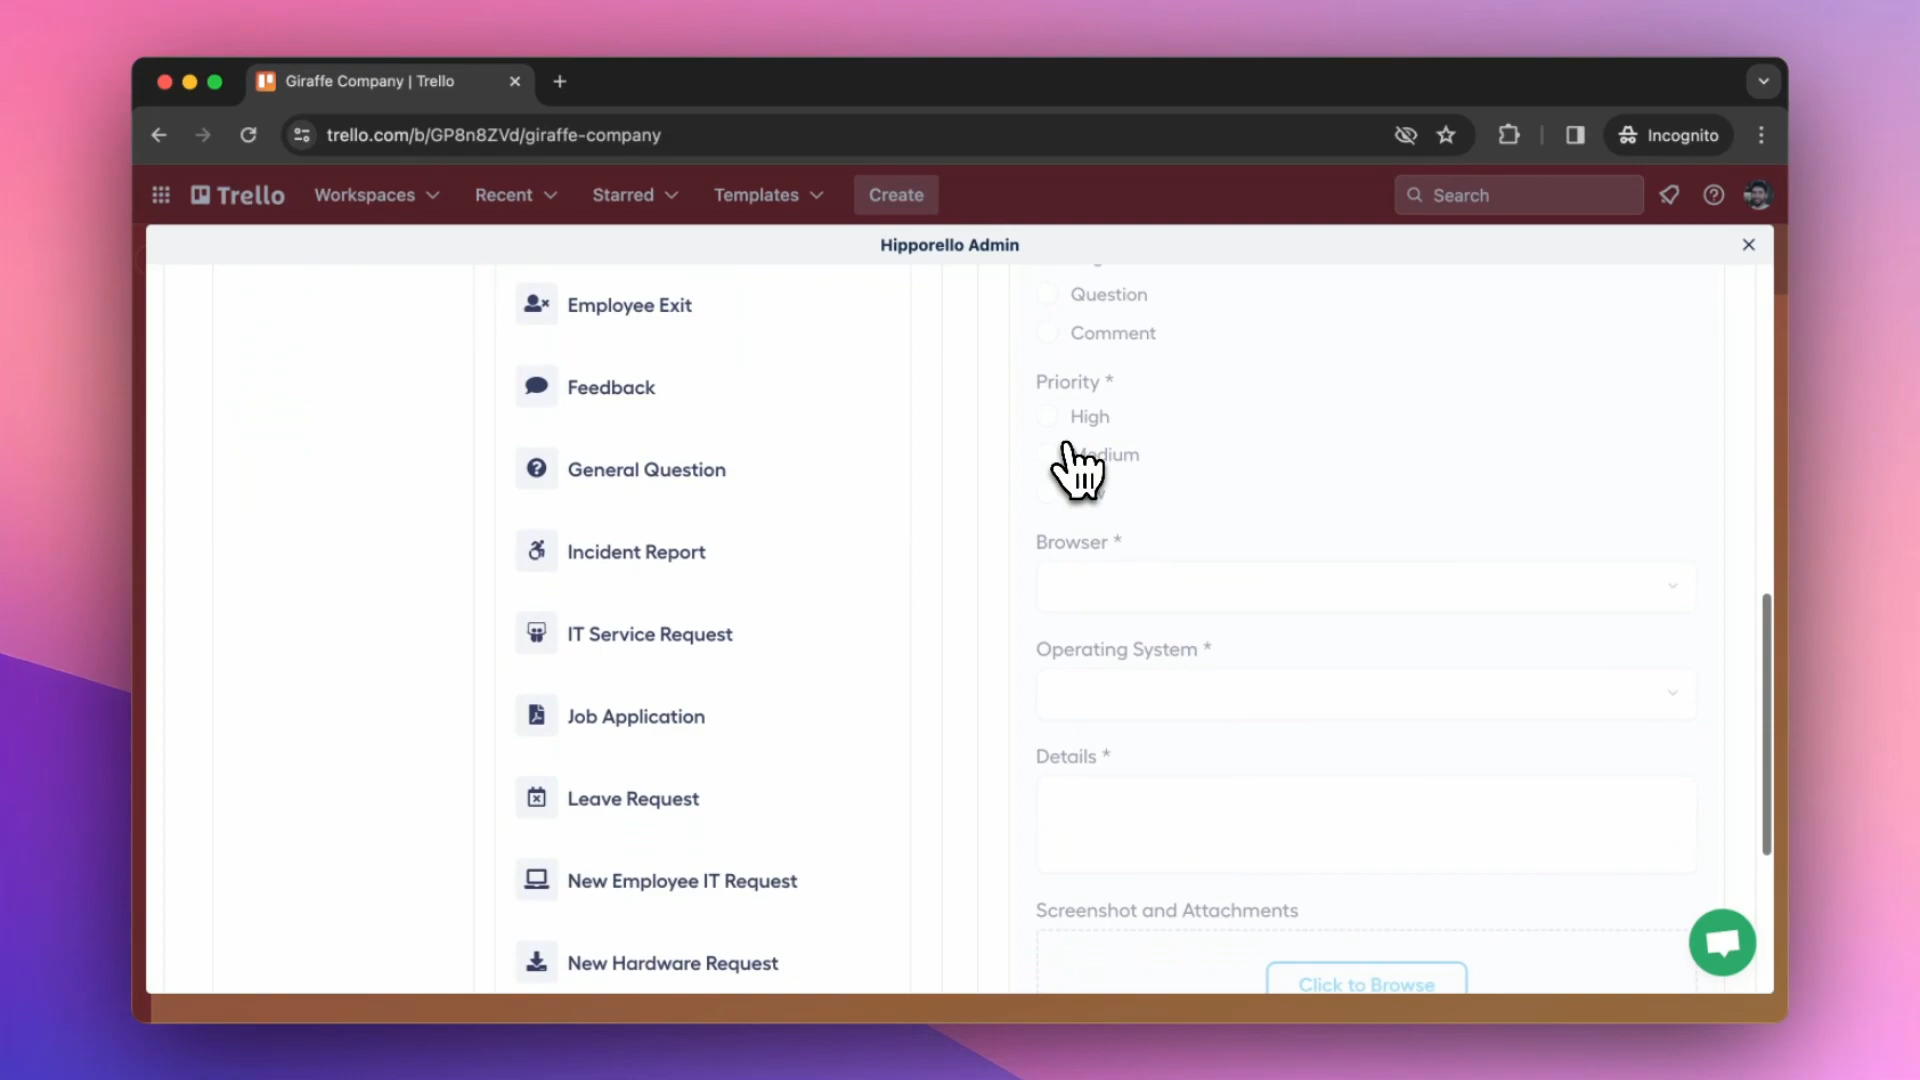 Giraffe Company | Trello
trello.com/b/GP8n8ZVd/giraffe-company
Incognito
Trello
Workspaces
Recent
Starred
Templates
Create
Search
Hipporello Admin
Employee Exit
Feedback
General Question
Incident Report
IT Service Request
Job Application
Leave Request
New Employee IT Request
New Hardware Request
Question
Comment
Priority *
High
Medium
Browser *
Operating System *
Details *
Screenshot and Attachments
Click to Browse